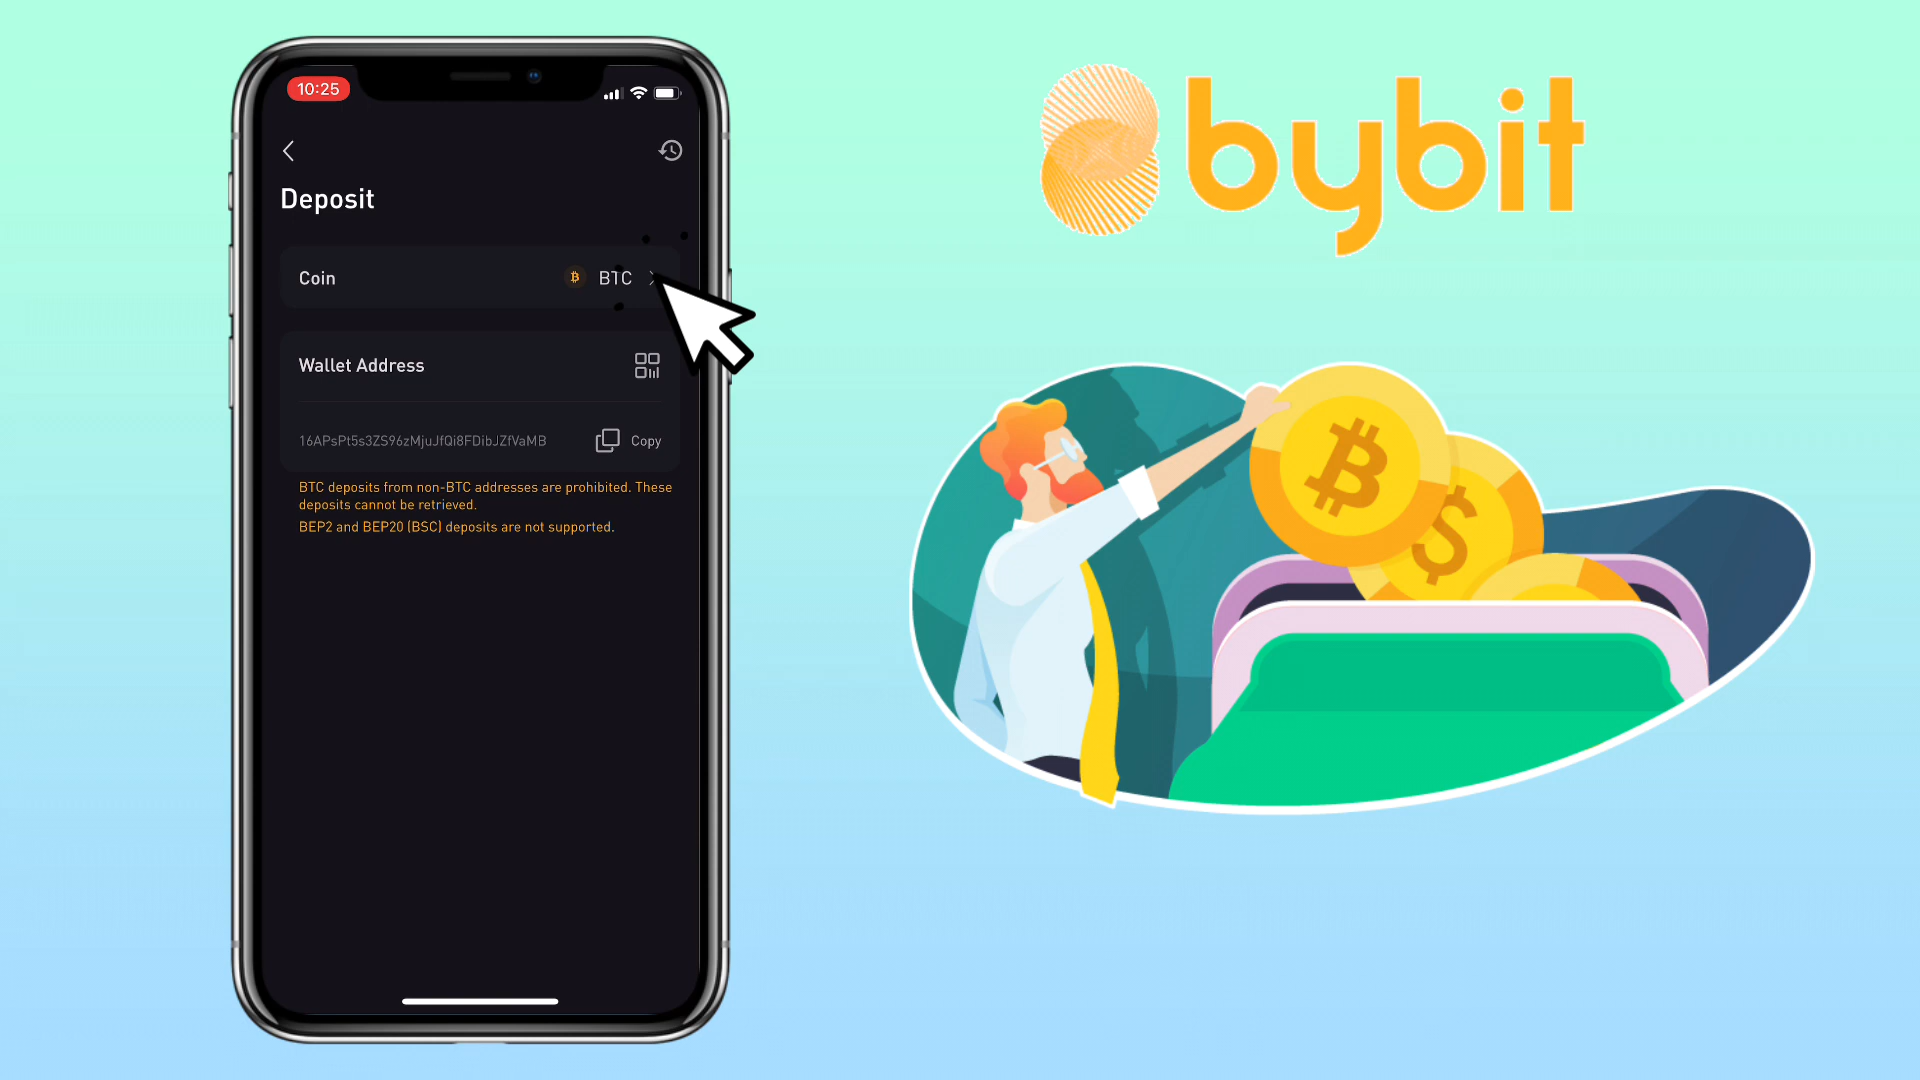 10:25
Deposit
Coin
BTC
Wallet Address
16APsPt5s3ZS96zMjuJfQi8FDibJZfVaMB
Copy
BTC deposits from non-BTC addresses are prohibited. These
deposits cannot be retrieved.
BEP2 and BEP20 (BSC) deposits are not supported.
bybit